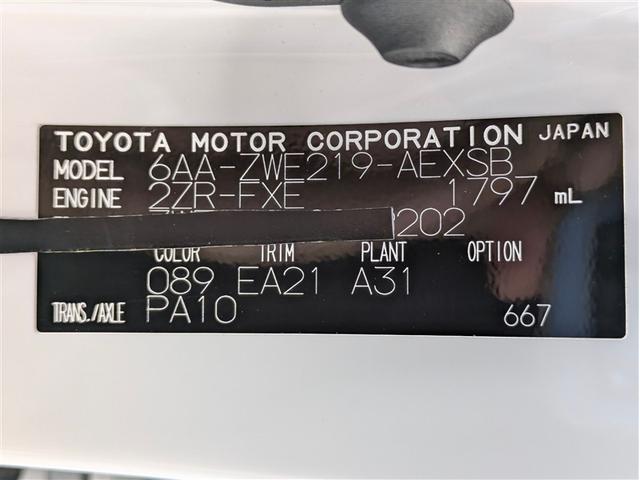 TOYOTA MOTOR CORPORATION JAPAN
MODEL 6AA-ZWE219-AEXSB
ENGINE 2ZR-FXE 1797 mL
202
COLOR TRIM PLANT OPTION
089 EA21 A31
TRANS./AXLE PA10 667